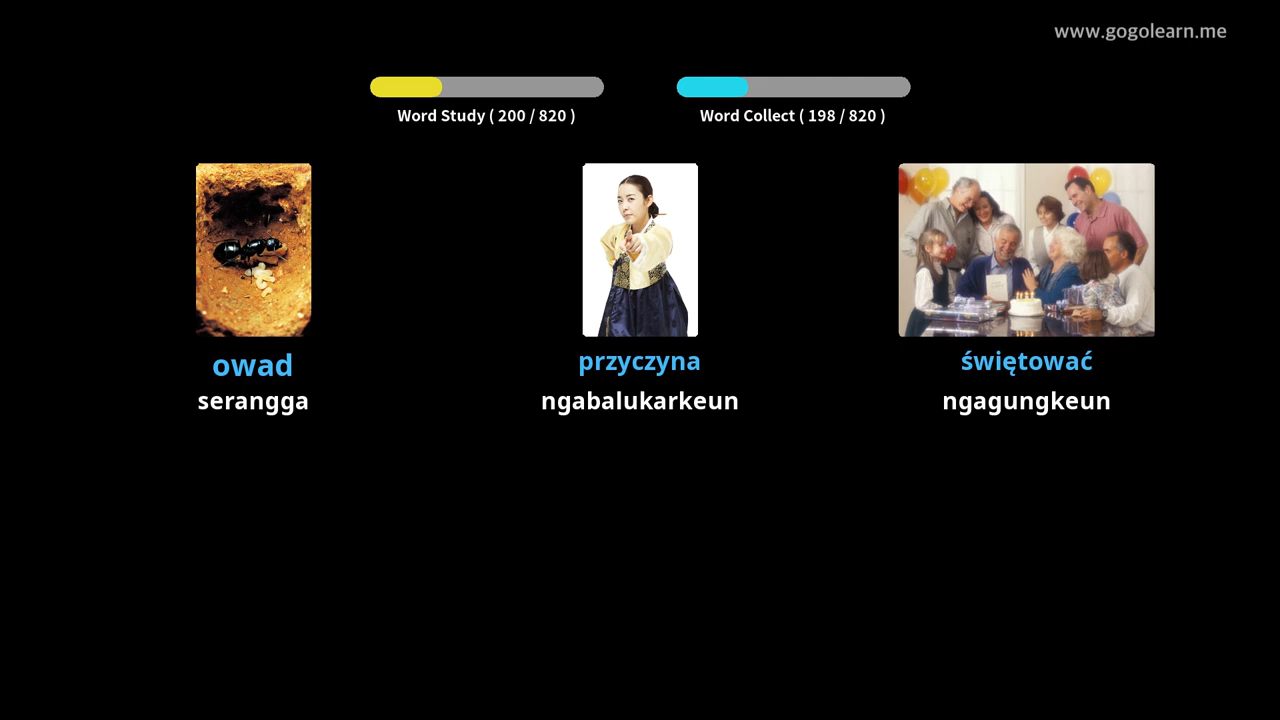 www.gogolearn.me
Word Study ( 200 / 820 )
Word Collect ( 198 / 820 )
owad
serangga
przyczyna
ngabalukarkeun
świętować
ngagungkeun